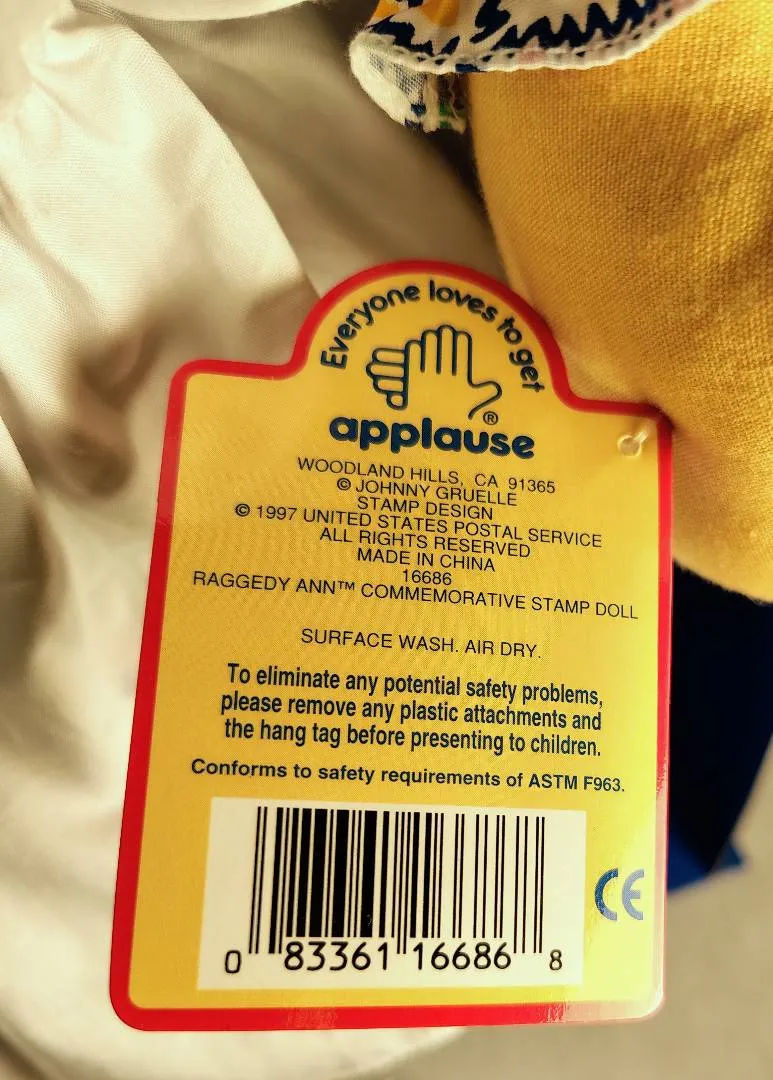 Everyone loves to get
®
applause
WOODLAND HILLS, CA 91365
© JOHNNY GRUELLE
STAMP DESIGN
© 1997 UNITED STATES POSTAL SERVICE
ALL RIGHTS RESERVED
MADE IN CHINA
16686
RAGGEDY ANN™ COMMEMORATIVE STAMP DOLL
SURFACE WASH. AIR DRY.
To eliminate any potential safety problems,
please remove any plastic attachments and
the hang tag before presenting to children.
Conforms to safety requirements of ASTM F963.
CE
0 83361 16686 8